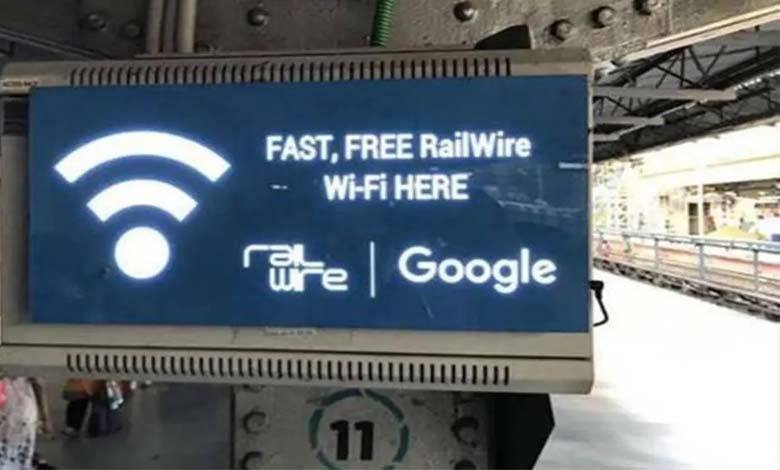 FAST, FREE RailWire
Wi-Fi HERE
raiL wire | Google
11